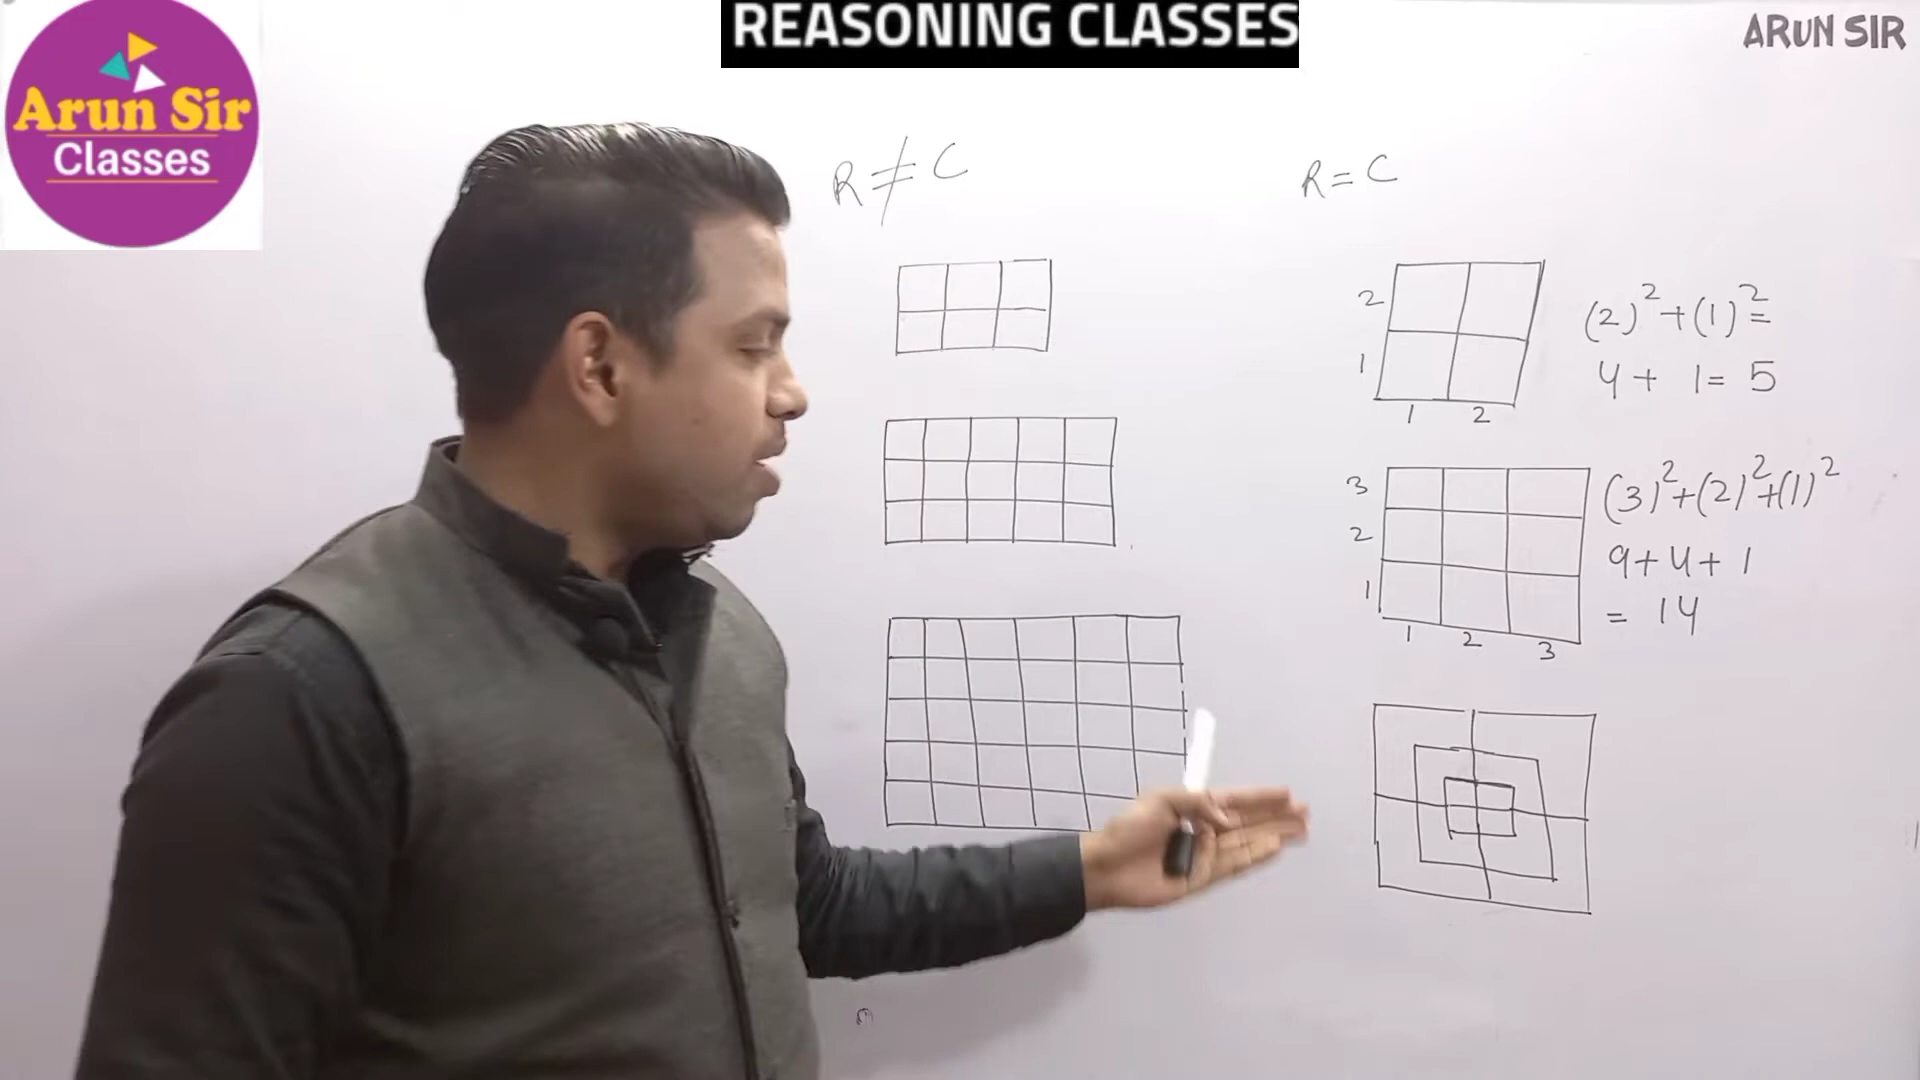 REASONING CLASSES
ARUN SIR
Arun Sir
Classes
R ≠ C
R = C
2
1
1 2
(2)² + (1)² =
4 + 1 = 5
3
2
1
1 2 3
(3)² + (2)² + (1)²
9 + 4 + 1
= 14